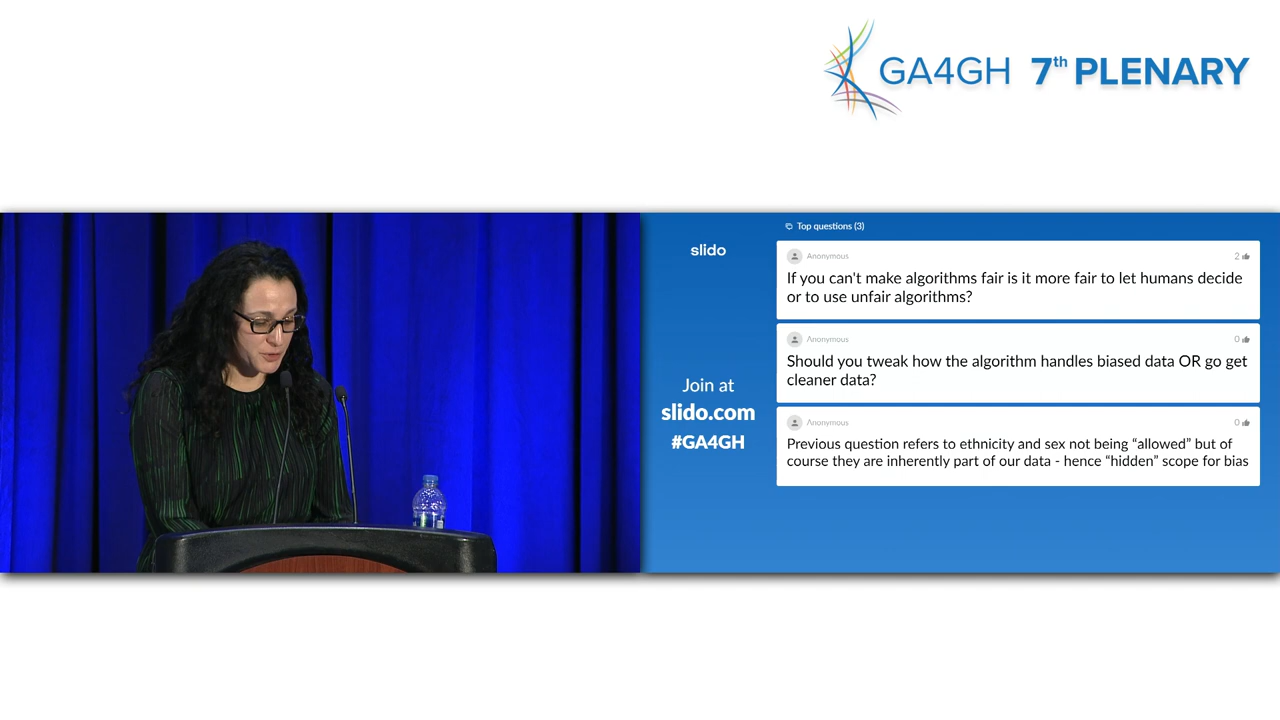 GA4GH 7th PLENARY
Top questions (3)
slido
Anonymous
2
If you can't make algorithms fair is it more fair to let humans decide
or to use unfair algorithms?
Anonymous
0
Should you tweak how the algorithm handles biased data OR go get
cleaner data?
Join at
slido.com
#GA4GH
Anonymous
0
Previous question refers to ethnicity and sex not being “allowed” but of
course they are inherently part of our data - hence “hidden” scope for bias